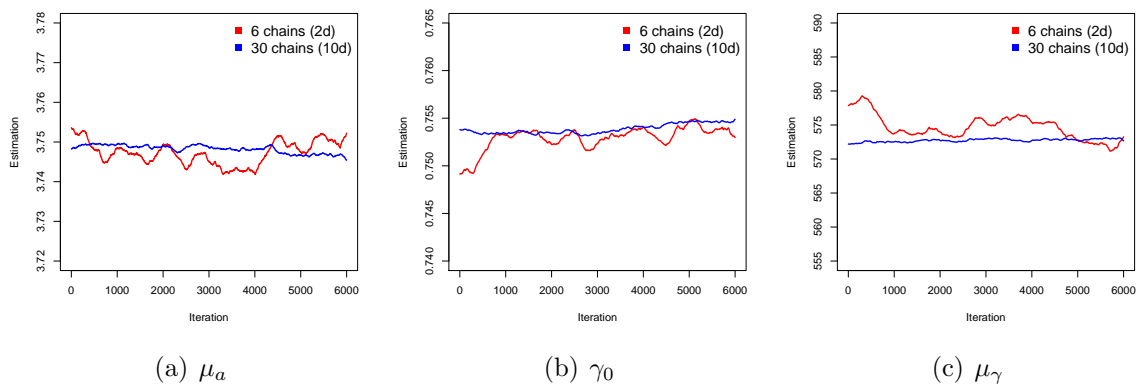 3.78
3.77
3.76
3.75
3.74
3.73
3.72
Estimation
6 chains (2d)
30 chains (10d)
0 1000 2000 3000 4000 5000 6000
Iteration
(a) μₐ
0.765
0.760
0.755
0.750
0.745
0.740
Estimation
6 chains (2d)
30 chains (10d)
0 1000 2000 3000 4000 5000 6000
Iteration
(b) γ₀
590
585
580
575
570
565
560
555
Estimation
6 chains (2d)
30 chains (10d)
0 1000 2000 3000 4000 5000 6000
Iteration
(c) μᵧ